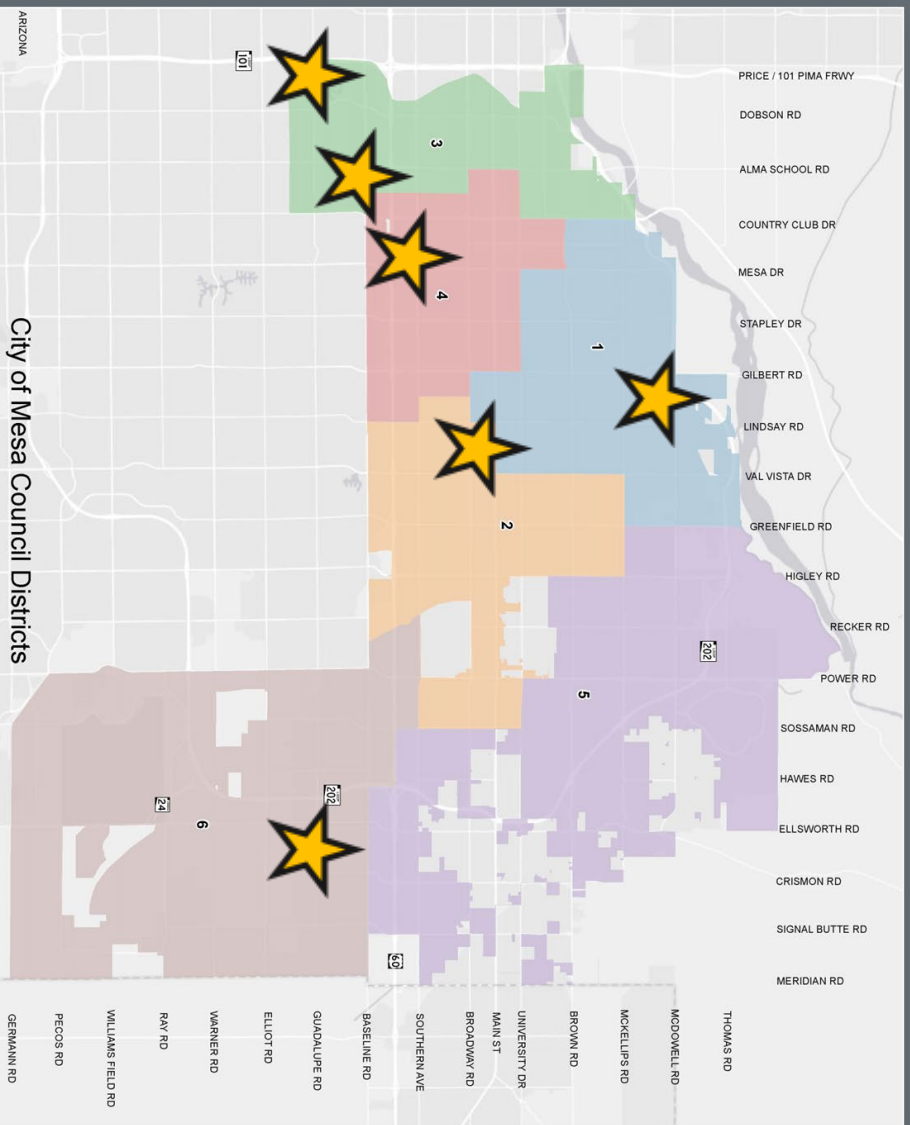 ARIZONA
101
PRICE / 101 PIMA FRWY
DOBSON RD
ALMA SCHOOL RD
COUNTRY CLUB DR
MESA DR
STAPLEY DR
GILBERT RD
LINDSAY RD
VAL VISTA DR
GREENFIELD RD
HIGLEY RD
RECKER RD
POWER RD
SOSSAMAN RD
HAWES RD
ELLSWORTH RD
CRISMON RD
SIGNAL BUTTE RD
MERIDIAN RD
3
4
1
2
5
6
202
202
24
60
THOMAS RD
MCDOWELL RD
MCKELLIPS RD
BROWN RD
UNIVERSITY DR
MAIN ST
BROADWAY RD
SOUTHERN AVE
BASELINE RD
GUADALUPE RD
ELLIOT RD
WARNER RD
RAY RD
WILLIAMS FIELD RD
PECOS RD
GERMANN RD
City of Mesa Council Districts